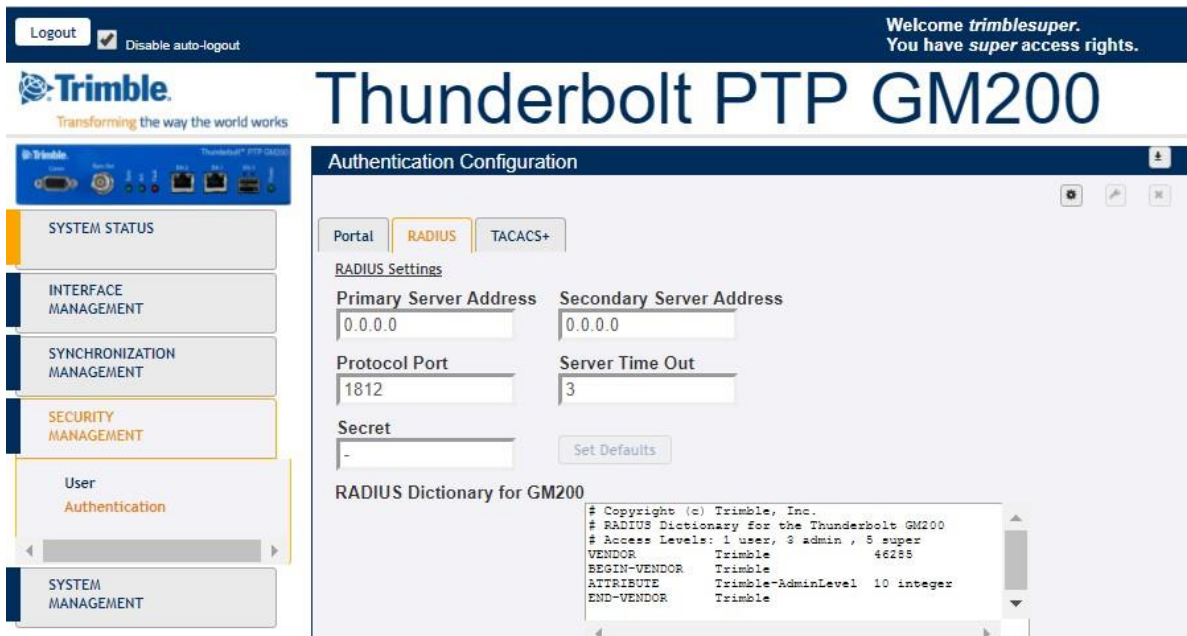 Logout
Disable auto-logout
Welcome trimblesuper.
You have super access rights.
Trimble.
Transforming the way the world works
Thunderbolt PTP GM200
Trimble.
Thunderbolt® PTP GM200
Authentication Configuration
SYSTEM STATUS
INTERFACE
MANAGEMENT
SYNCHRONIZATION
MANAGEMENT
SECURITY
MANAGEMENT
User
Authentication
SYSTEM
MANAGEMENT
Portal
RADIUS
TACACS+
RADIUS Settings
Primary Server Address
Secondary Server Address
0.0.0.0
0.0.0.0
Protocol Port
Server Time Out
1812
3
Secret
-
Set Defaults
RADIUS Dictionary for GM200
# Copyright (c) Trimble, Inc.
# RADIUS Dictionary for the Thunderbolt GM200
# Access Levels: 1 user, 3 admin , 5 super
VENDOR Trimble 46285
BEGIN-VENDOR Trimble
ATTRIBUTE Trimble-AdminLevel 10 integer
END-VENDOR Trimble